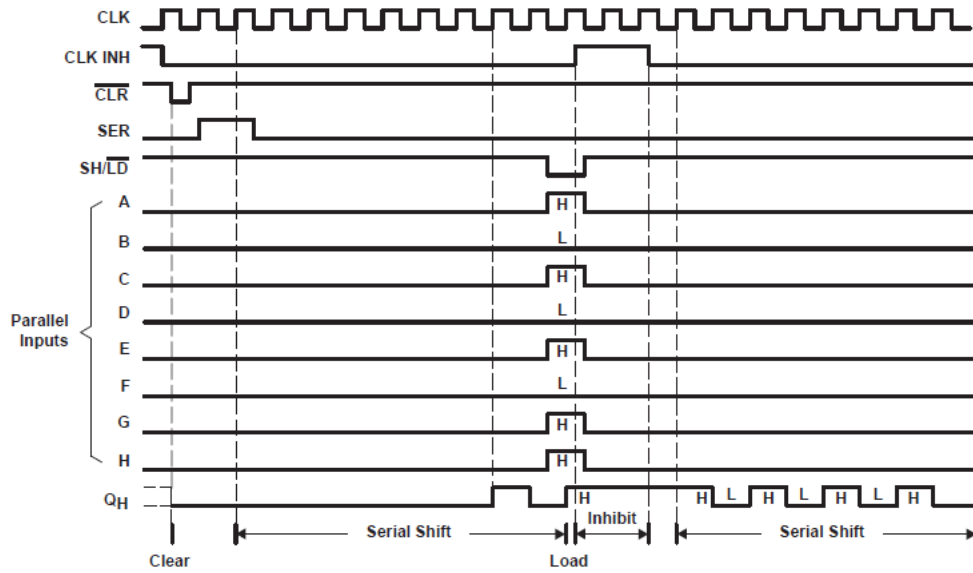 CLK
CLK INH
CLR
SER
SH/LD
A
H
B
L
C
H
D
L
Parallel
Inputs
E
H
F
L
G
H
H
H
QH
H
H
L
H
L
H
L
H
Inhibit
Serial Shift
Serial Shift
Clear
Load